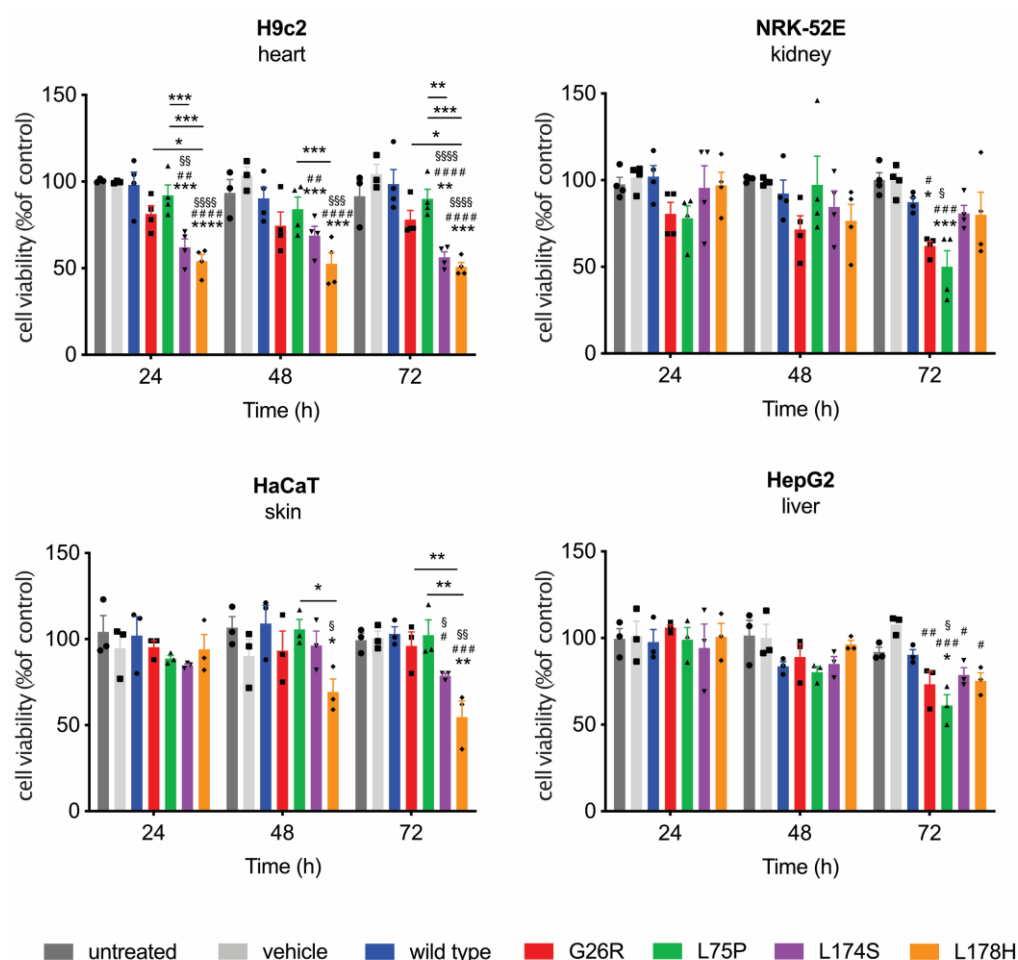 H9c2
heart
cell viability (%of control)
150
100
50
0
*** 
***
*
§§
##
***
§§§§
####
****
***
##
***
§§§
####
***
**
***
*
§§§§
####
**
§§§§
####
***
24 48 72
Time (h)
NRK-52E
kidney
cell viability (%of control)
150
100
50
0
#
*
§
###
***
24 48 72
Time (h)
HaCaT
skin
cell viability (%of control)
150
100
50
0
*
§
*
**
**
§
#
§§
###
**
24 48 72
Time (h)
HepG2
liver
cell viability (%of control)
150
100
50
0
##
§
###
*
#
#
24 48 72
Time (h)
untreated vehicle wild type G26R L75P L174S L178H